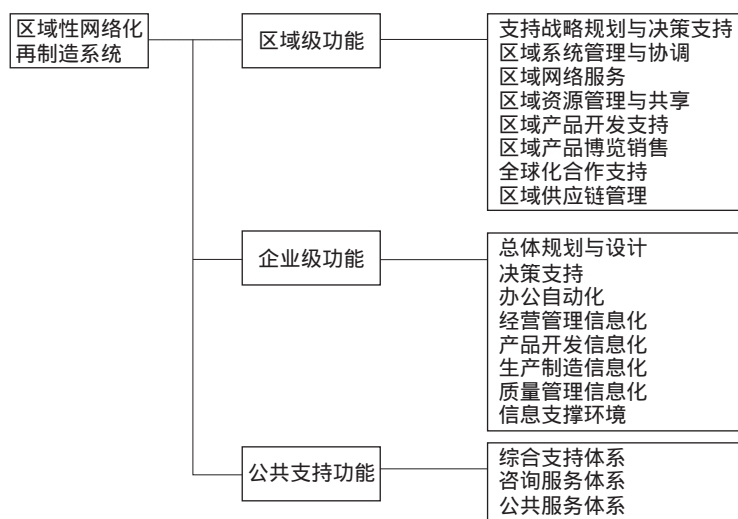 区域性网络化
再制造系统
区域级功能
支持战略规划与决策支持
区域系统管理与协调
区域网络服务
区域资源管理与共享
区域产品开发支持
区域产品博览销售
全球化合作支持
区域供应链管理
企业级功能
总体规划与设计
决策支持
办公自动化
经营管理信息化
产品开发信息化
生产制造信息化
质量管理信息化
信息支撑环境
公共支持功能
综合支持体系
咨询服务体系
公共服务体系